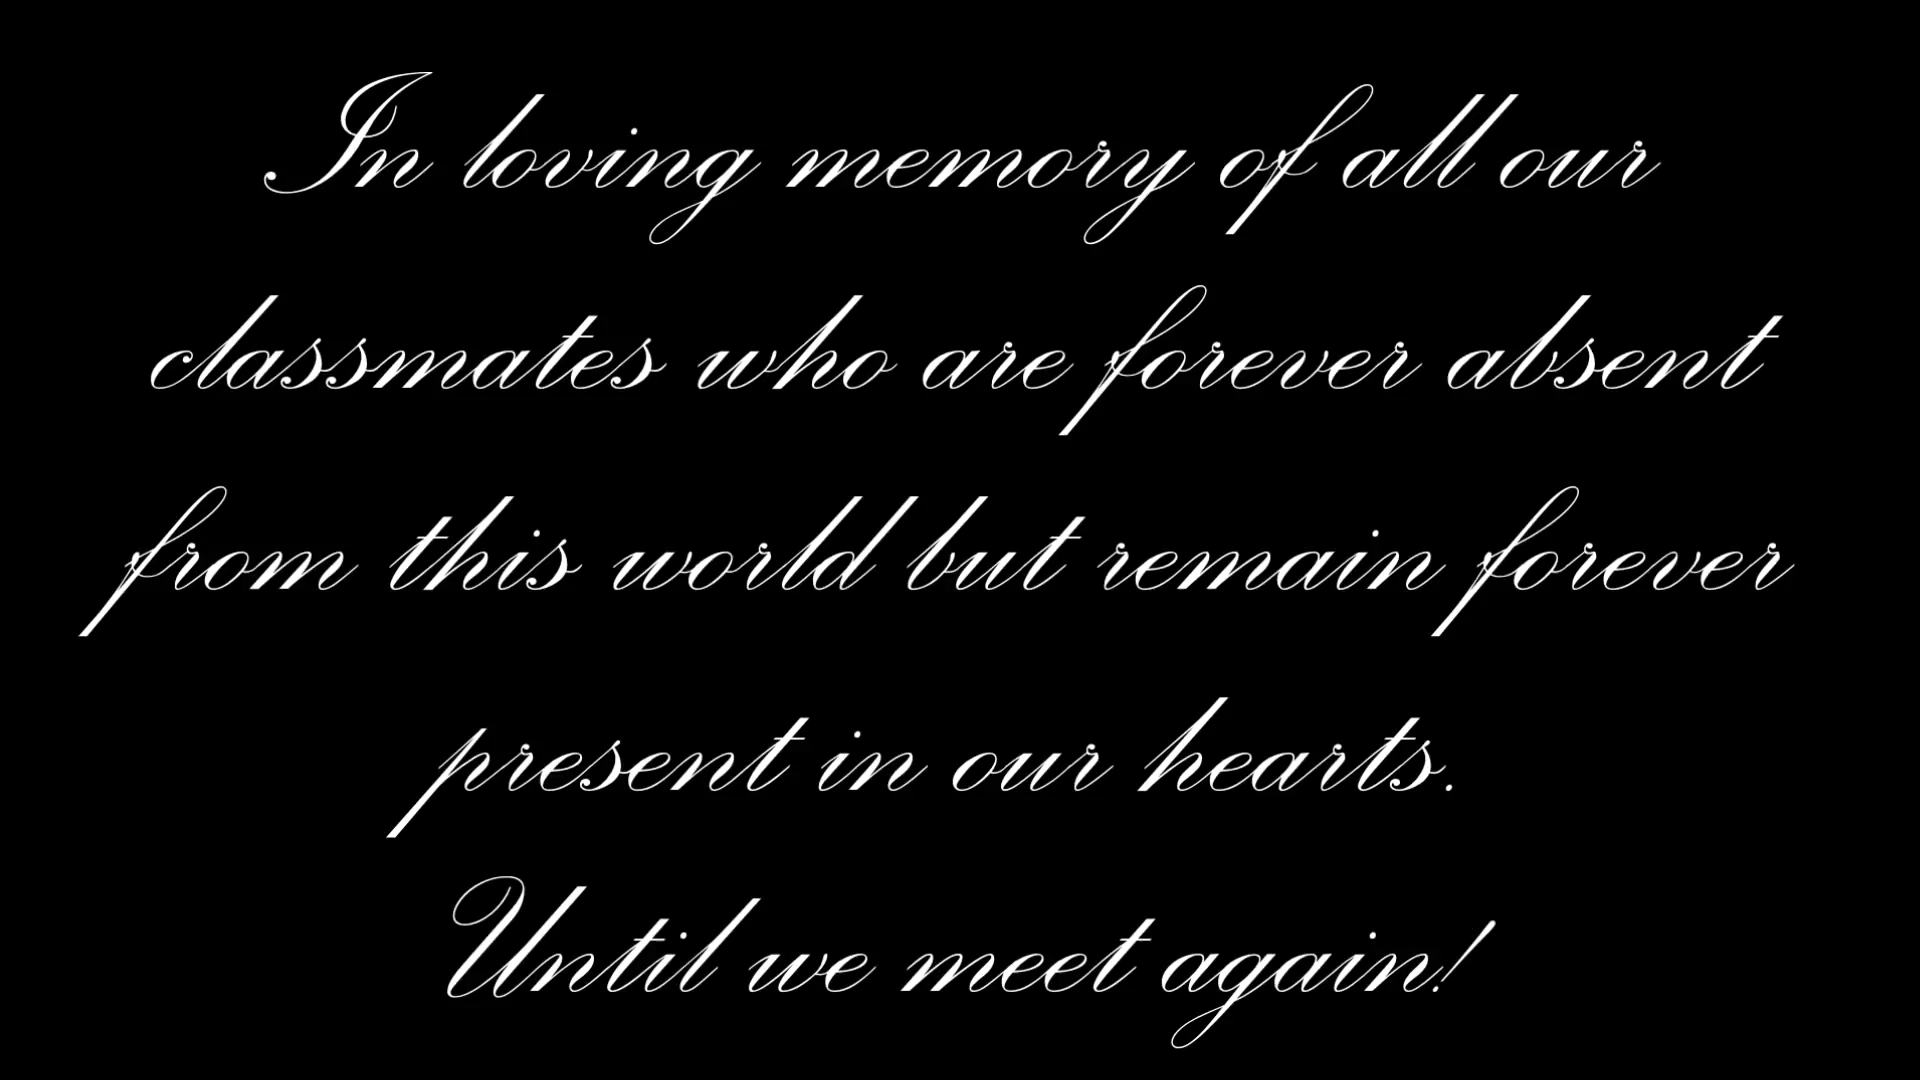 In loving memory of all our
classmates who are forever absent
from this world but remain forever
present in our hearts.
Until we meet again!